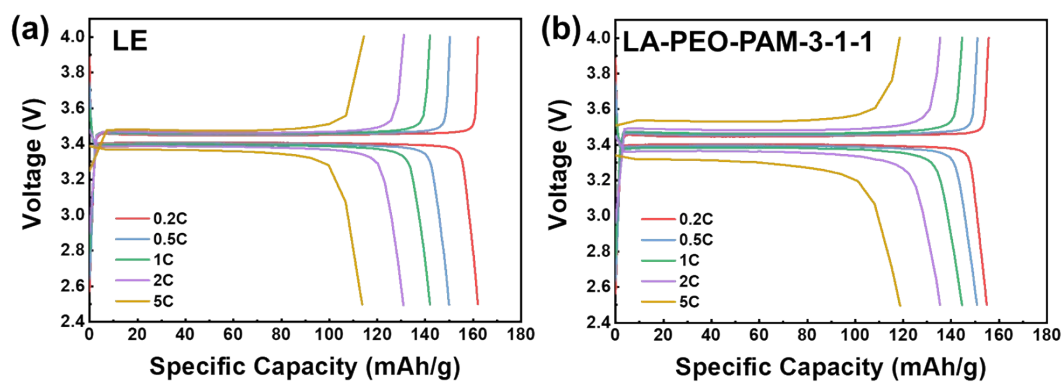 (a)
LE
Voltage (V)
4.0
3.8
3.6
3.4
3.2
3.0
2.8
2.6
2.4
0.2C
0.5C
1C
2C
5C
0 20 40 60 80 100 120 140 160 180
Specific Capacity (mAh/g)
(b)
LA-PEO-PAM-3-1-1
Voltage (V)
4.0
3.8
3.6
3.4
3.2
3.0
2.8
2.6
2.4
0.2C
0.5C
1C
2C
5C
0 20 40 60 80 100 120 140 160 180
Specific Capacity (mAh/g)